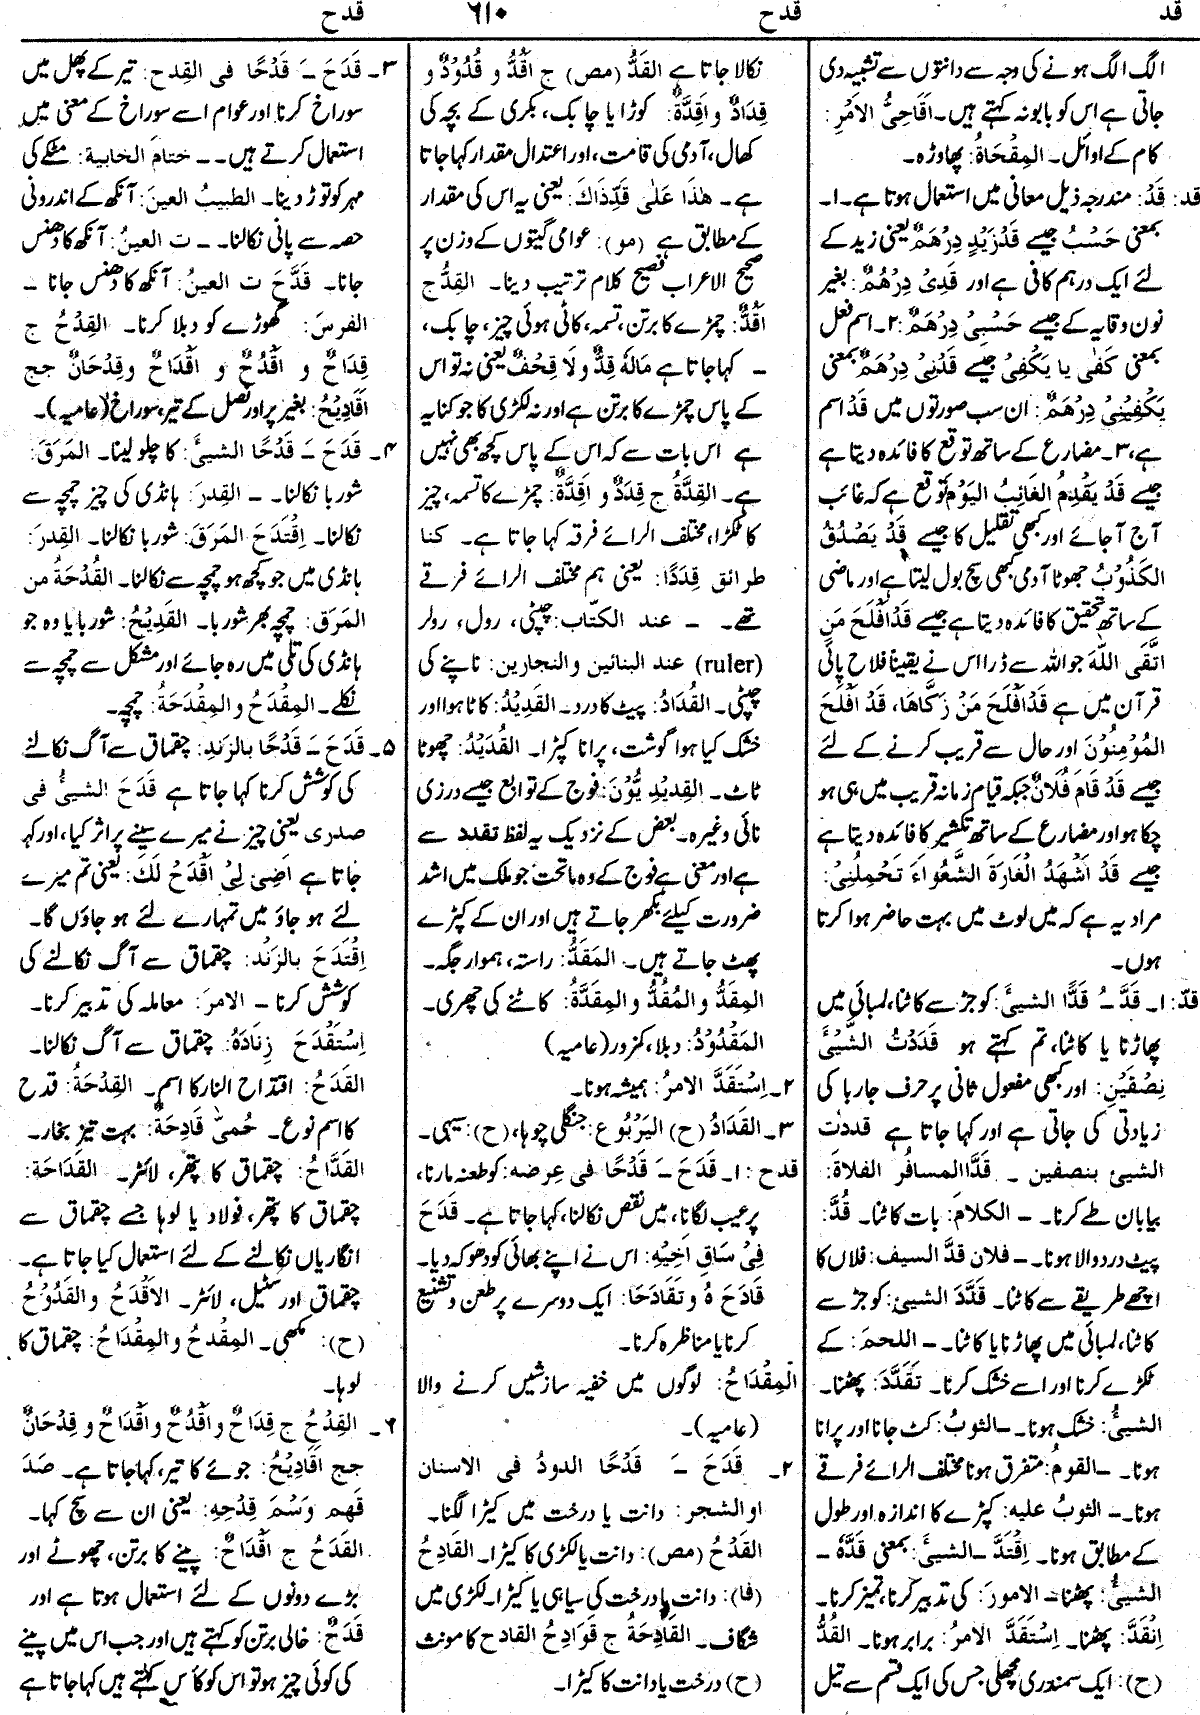 قد
قدح
٦١٠
قدح
الگ الگ ہونے کی وجہ سے دانتوں سے تشبیہ دی
جاتی ہے اس کو بابونہ کہتے ہیں۔ اَقَاحِیُّ الامْرِ:
کام کے اوائل۔ المِقْحَاۃُ: پھاوڑہ۔
قد: قَدْ: مندرجہ ذیل معانی میں استعمال ہوتا ہے۔ ۱۔
بمعنی حَسْبُ جیسے قَدْزَیْدٍ دِرْھَمٌ یعنی زید کے
لئے ایک درہم کافی ہے اور قَدِیْ دِرْھَمٌ: بغیر
نون وقایہ کے جیسے حَسْبِیْ دِرْھَمٌ: ۲۔ اسم فعل
بمعنی کَفٰی یا یَکْفِیْ جیسے قَدْنِیْ دِرْھَمٌ بمعنی
یَکْفِیْنِیْ دِرْھَمٌ: ان سب صورتوں میں قَدْ اسم
ہے، ۳۔ مضارع کے ساتھ توقع کا فائدہ دیتا ہے
جیسے قَدْ یَقْدِمُ الغَائِبُ الیَوْمَ توقع ہے کہ غائب
آج آجائے اور کبھی تقلیل کا جیسے قَدْ یَصْدُقُ
الکَذُوْبُ جھوٹا آدمی کبھی سچ بول لیتا ہے اور ماضی
کے ساتھ تحقیق کا فائدہ دیتا ہے جیسے قَدْ اَفْلَحَ مَنِ
اتَّقَی اللّٰہَ جو اللہ سے ڈرا اس نے یقینا فلاح پائی
قرآن میں ہے قَدْاَفْلَحَ مَنْ زَکّٰھَا، قَدْ اَفْلَحَ
المُوْمِنُوْنَ اور حال سے قریب کرنے کے لئے
جیسے قَدْ قَامَ فُلَانٌ جبکہ قیام زمانہ قریب میں ہی ہو
چکا ہو اور مضارع کے ساتھ تکثیر کا فائدہ دیتا ہے
جیسے قَدْ اَشْھَدُ الْغَارَۃَ الشَّعْوَاءَ تَحْمِلُنِیْ:
مراد یہ ہے کہ میں لوٹ میں بہت حاضر ہوا کرتا
ہوں۔
قدّ: ۱۔ قَدَّ ـُ قَدًّا الشیئَ: کو جڑ سے کاٹنا، لمبائی میں
پھاڑنا یا کاٹنا، تم کہتے ہو قَدَدْتُ الشَّیْئَ
نِصْفَیْنِ: اور کبھی مفعول ثانی پر حرف جار با کی
زیادتی کی جاتی ہے اور کہا جاتا ہے قددت
الشیئ بنصفین ۔ قَدَّا المسافرُ الفلاۃَ:
بیابان طے کرنا۔ ۔ الکلامَ: بات کاٹنا۔ قُدَّ:
پیٹ درد والا ہونا۔ ۔ فلان قدَّ السیف: فلاں کا
اچھے طریقے سے کاٹنا۔ قَدَّدَ الشیئَ: کو جڑ سے
کاٹنا، لمبائی میں پھاڑنا یا کاٹنا۔ ۔ اللحمَ: کے
ٹکڑے کرنا اور اسے خشک کرنا۔ تَقَدَّدَ: پھٹنا۔
الشیئُ: خشک ہونا۔ ۔الثوبُ: کٹ جانا اور پرانا
ہونا۔ ۔القومُ: متفرق ہونا مختلف الرائے فرقے
ہونا۔ ۔ الثوبُ علیہ: کپڑے کا اندازہ اور طول
کے مطابق ہونا۔ اِقْتَدَّ ۔الشیئَ: بمعنی قَدَّہٗ ۔
الشیئُ: پھٹنا۔ الامورَ: کی تدبیر کرنا، تمیز کرنا۔
اِنْقَدَّ: پھٹنا۔ اِسْتَقَدَّ الامرُ: برابر ہونا۔ القُدُّ
(ح): ایک سمندری مچھلی جس کی ایک قسم سے تیل
نکالا جاتا ہے القَدُّ (مص) ج اَقُدٌّ و قُدُوْدٌ و
قِدَادٌ و اَقِدَّۃٌ: کوڑا یا چابک، بکری کے بچہ کی
کھال، آدمی کی قامت، اور اعتدال مقدار کہا جاتا
ہے۔ ھٰذَا عَلٰی قَدِّذَاکَ: یعنی یہ اس کی مقدار
کے مطابق ہے (مو): عوامی گیتوں کے وزن پر
صحیح الاعراب فصیح کلام ترتیب دینا۔ القِدُّ ج
اَقُدٌّ: چمڑے کا برتن، تسمہ، کاٹی ہوئی چیز، چابک،
۔ کہا جاتا ہے مَالَہٗ قِدٌّ و لَا قِحْفٌ یعنی نہ تو اس
کے پاس چمڑے کا برتن ہے اور نہ لکڑی کا جو کنایہ
ہے اس بات سے کہ اس کے پاس کچھ بھی نہیں
ہے۔ القِدَّۃُ ج قِدَدٌ و اَقِدَّۃٌ: چمڑے کا تسمہ، چیز
کا ٹکڑا، مختلف الرائے فرقہ کہا جاتا ہے۔ کنا
طرائق قِدَدًا: یعنی ہم مختلف الرائے فرقے
تھے۔ ۔ عند الکتّاب: چپٹی، رول، رولر
(ruler) عند البنائین والنجارین: ناپنے کی
چپٹی۔ القُدَادُ: پیٹ کا درد۔ القَدِیْدُ: کاٹا ہوا اور
خشک کیا ہوا گوشت، پرانا کپڑا۔ القُدَیْدُ: چھوٹا
ٹاٹ۔ القِدِیْدِ یُّوْنَ: فوج کے توابع جیسے درزی
نائی وغیرہ۔ بعض کے نزدیک یہ لفظ تقدد سے
ہے اور معنی ہے فوج کے وہ ماتحت جو ملک میں اشد
ضرورت کیلئے بکھر جاتے ہیں اور ان کے کپڑے
پھٹ جاتے ہیں۔ المَقَدُّ: راستہ، ہموار جگہ۔
المِقَدُّ والمُقُدُّ والمِقَدَّۃُ: کاٹنے کی چھری۔
المَقْدُوْدُ: دبلا، کمزور (عامیہ)
۲۔ اِسْتَقَدَّ الامرُ: ہمیشہ ہونا۔
۳۔ القَدَادُ (ح) الیَرْبُوعُ: جنگلی چوہا، (ح): سیہی۔
قدح: ۱۔ قَدَحَ ـَ قَدْحًا فی عِرضہ: کو طعنہ مارنا،
پر عیب لگانا، میں نقص نکالنا، کہا جاتا ہے۔ قَدَحَ
فِیْ سَاقِ اَخِیْہِ: اس نے اپنے بھائی کو دھوکہ دیا۔
قَادَحَ ہٗ وتَقَادَحَا: ایک دوسرے پر طعن و تشنیع
کرنا یا مناظرہ کرنا۔
الْمِقْدَاحُ: لوگوں میں خفیہ سازشیں کرنے والا
(عامیہ)۔
۲۔ قَدَحَ ـَ قَدْحًا الدودُ فی الاسنان
اوالشجر: دانت یا درخت میں کیڑا لگنا۔
القَدْحُ (مص): دانت یا لکڑی کا کیڑا۔ القَادِحُ
(فا): دانت یا درخت کی سیاہی یا کیڑا۔ لکڑی میں
شگاف۔ القَادِحَۃُ ج قَوَادِحُ القادح کا مونث
(ح) درخت یا دانت کا کیڑا۔
۳۔ قَدَحَ ـَ قَدْحًا فی القِدح: تیر کے پھل میں
سوراخ کرنا اور عوام اسے سوراخ کے معنی میں
استعمال کرتے ہیں۔ ۔ ختامَ الخابیۃ: مٹکے کی
مہر کو توڑ دینا۔ الطبیبُ العینَ: آنکھ کے اندرونی
حصہ سے پانی نکالنا۔ ۔ ت العینُ: آنکھ کا دھنس
جانا۔ قَدَّحَ ت العینُ: آنکھ کا دھنس جانا ۔
الفرسَ: گھوڑے کو دبلا کرنا۔ القِدْحُ ج
قِدَاحٌ و اَقْدُحٌ و اَقْدَاحٌ وقِدْحَانٌ جج
اَقَادِیْحُ: بغیر پر اور نصل کے تیر، سوراخ (عامیہ)۔
۴۔ قَدَحَ ـَ قَدْحًا الشیئَ: کا چلو لینا۔ المَرَقَ:
شوربا نکالنا۔ ۔ القِدرَ: ہانڈی کی چیز چمچہ سے
نکالنا۔ اِقْتَدَحَ المَرَقَ: شوربا نکالنا۔ القِدرَ:
ہانڈی میں جو کچھ ہو چمچہ سے نکالنا۔ القُدْحَۃُ من
المَرَق: چمچہ بھر شوربا۔ القَدِیْحُ: شوربا یا وہ جو
ہانڈی کی تلی میں رہ جائے اور مشکل سے چمچہ سے
نکلے۔ المِقْدَحُ والمِقْدَحَۃُ: چمچہ۔
۵۔ قَدَحَ ـَ قَدْحًا بالزَند: چقماق سے آگ نکالنے
کی کوشش کرنا کہا جاتا ہے قَدَحَ الشیئُ فی
صدری یعنی چیز نے میرے سینے پر اثر کیا، اور کہر
جاتا ہے اَضِیْ لِیْ اَقْدَحْ لَکَ: یعنی تم میرے
لئے ہو جاؤ میں تمہارے لئے ہو جاؤں گا۔
اِقْتَدَحَ بالزَند: چقماق سے آگ نکالنے کی
کوشش کرنا ۔ الامرَ: معاملہ کی تدبیر کرنا۔
اِسْتَقْدَحَ زِنَادَہٗ: چقماق سے آگ نکالنا۔
القَدَحُ: اقتداح النار کا اسم۔ القِدْحَۃُ: قدح
کا اسم نوع۔ حُمیّٰ قَادِحَۃٌ: بہت تیز بخار۔
القَدَّاحُ: چقماق کا پتھر، لائٹر۔ القَدَّاحَۃ:
چقماق کا پتھر، فولاد یا لوہا جسے چقماق سے
انگاریاں نکالنے کے لئے استعمال کیا جاتا ہے۔
چقماق اور سٹیل، لائٹر۔ الاَقْدَحُ والقَدُوْحُ
(ح): مکھی۔ المِقْدحُ والمِقْدَاحُ: چقماق کا
لوہا۔
۶۔ القِدْحُ ج قِدَاحٌ و اَقْدُحٌ و اَقْدَاحٌ و قِدْحَانٌ
جج اَقَادِیْحُ: جوئے کا تیر، کہا جاتا ہے۔ صَدَ
قَھم وَسْمَ قِدْحِہِ: یعنی ان سے سچ کہا۔
القَدَحُ ج اَقْدَاحٌ: پینے کا برتن، چھوٹے اور
بڑے دونوں کے لئے استعمال ہوتا ہے اور
قَدَحٌ: خالی برتن کو کہتے ہیں اور جب اس میں پینے
کی کوئی چیز ہو تو اس کو کاْس کہتے ہیں کہا جاتا ہے